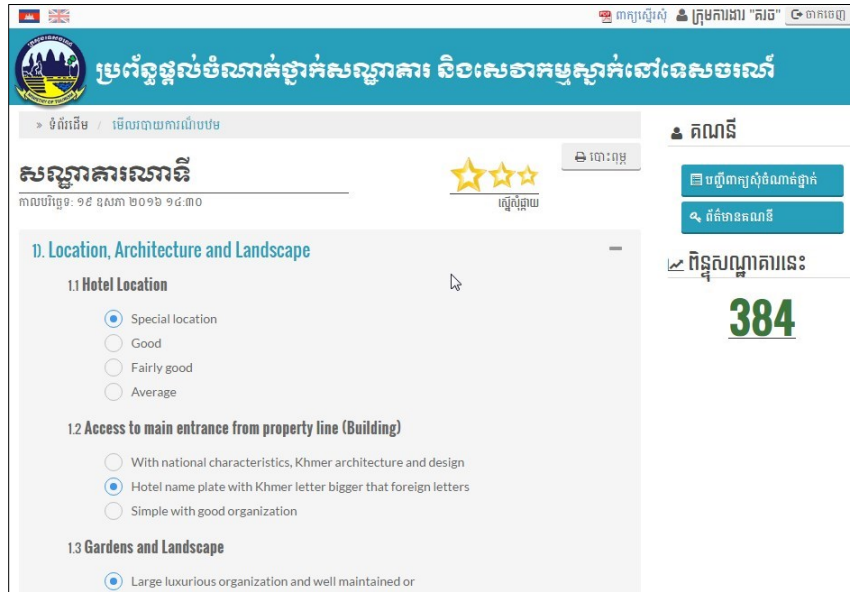 ពាក្យស្នើរសុំ ក្រុមការងារ "គរច" ចាកចេញ
ប្រព័ន្ធផ្តល់ចំណាត់ថ្នាក់សណ្ឋាគារ និងសេវាកម្មស្នាក់នៅទេសចរណ៍
» ទំព័រដើម / មើលរបាយការណ៍បឋម
គណនី
បោះពុម្ភ
សណ្ឋាគារណាទី
កាលបរិច្ឆេទ: ១៩ ឧសភា ២០១៦ ១៤:៣០
ស្នើសុំផ្កាយ
បញ្ជីពាក្យសុំចំណាត់ថ្នាក់
ព័ត៌មានគណនី
ពិន្ទុសណ្ឋាគារនេះ
384
1). Location, Architecture and Landscape
1.1 Hotel Location
Special location
Good
Fairly good
Average
1.2 Access to main entrance from property line (Building)
With national characteristics, Khmer architecture and design
Hotel name plate with Khmer letter bigger that foreign letters
Simple with good organization
1.3 Gardens and Landscape
Large luxurious organization and well maintained or